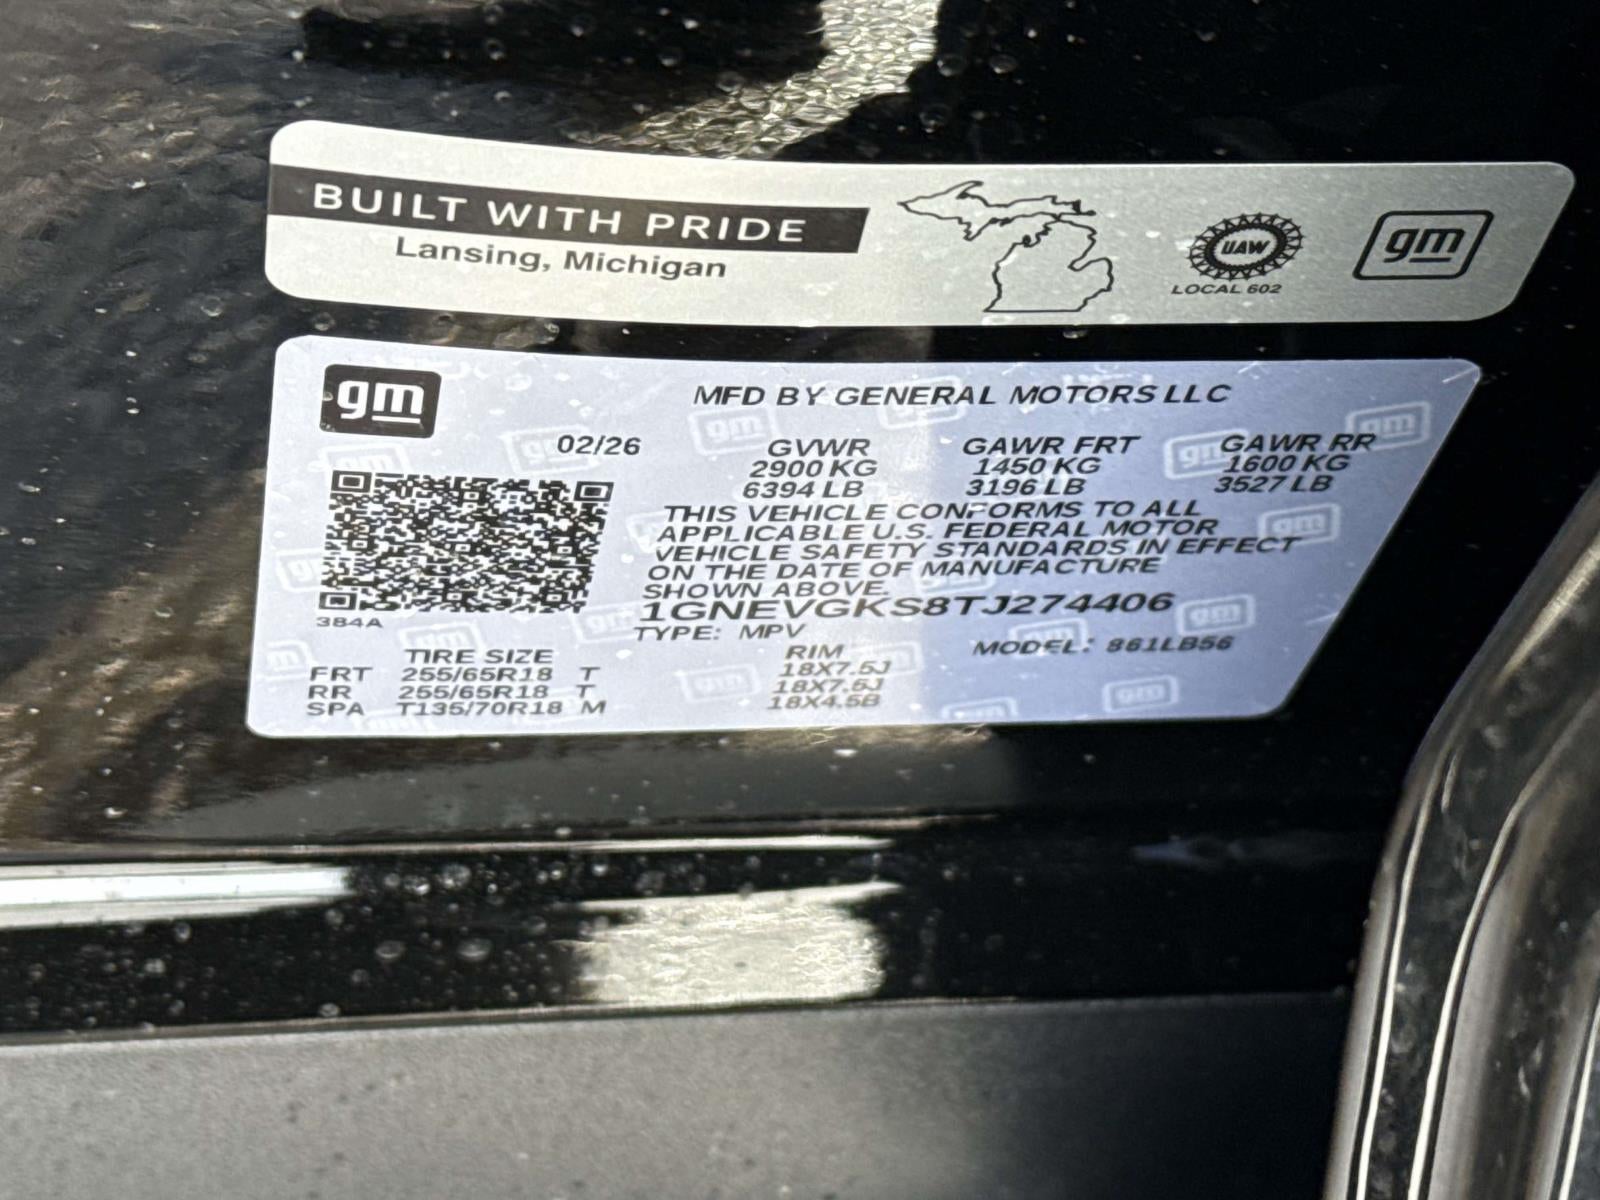 BUILT WITH PRIDE
Lansing, Michigan
UAW
LOCAL 602
gm
gm
MFD BY GENERAL MOTORS LLC
02/26 GVWR GAWR FRT GAWR RR
2900 KG 1450 KG 1600 KG
6394 LB 3196 LB 3527 LB
THIS VEHICLE CONFORMS TO ALL
APPLICABLE U.S. FEDERAL MOTOR
VEHICLE SAFETY STANDARDS IN EFFECT
ON THE DATE OF MANUFACTURE
SHOWN ABOVE.
1GNEVGKS8TJ274406
3B4A
TYPE: MPV MODEL: 861LB56
TIRE SIZE RIM
FRT 255/65R18 T 18X7.5J
RR 255/65R18 T 18X7.5J
SPA T135/70R18 M 18X4.5B